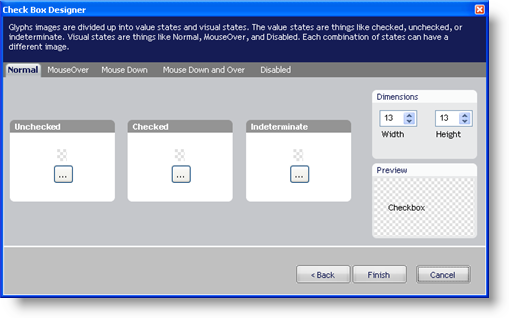 Check Box Designer
Glyphs images are divided up into value states and visual states. The value states are things like checked, unchecked, or
indeterminate. Visual states are things like Normal, MouseOver, and Disabled. Each combination of states can have a
different image.
Normal MouseOver Mouse Down Mouse Down and Over Disabled
Dimensions
13 13
Width Height
Unchecked Checked Indeterminate
... ... ...
Preview
Checkbox
< Back Finish Cancel